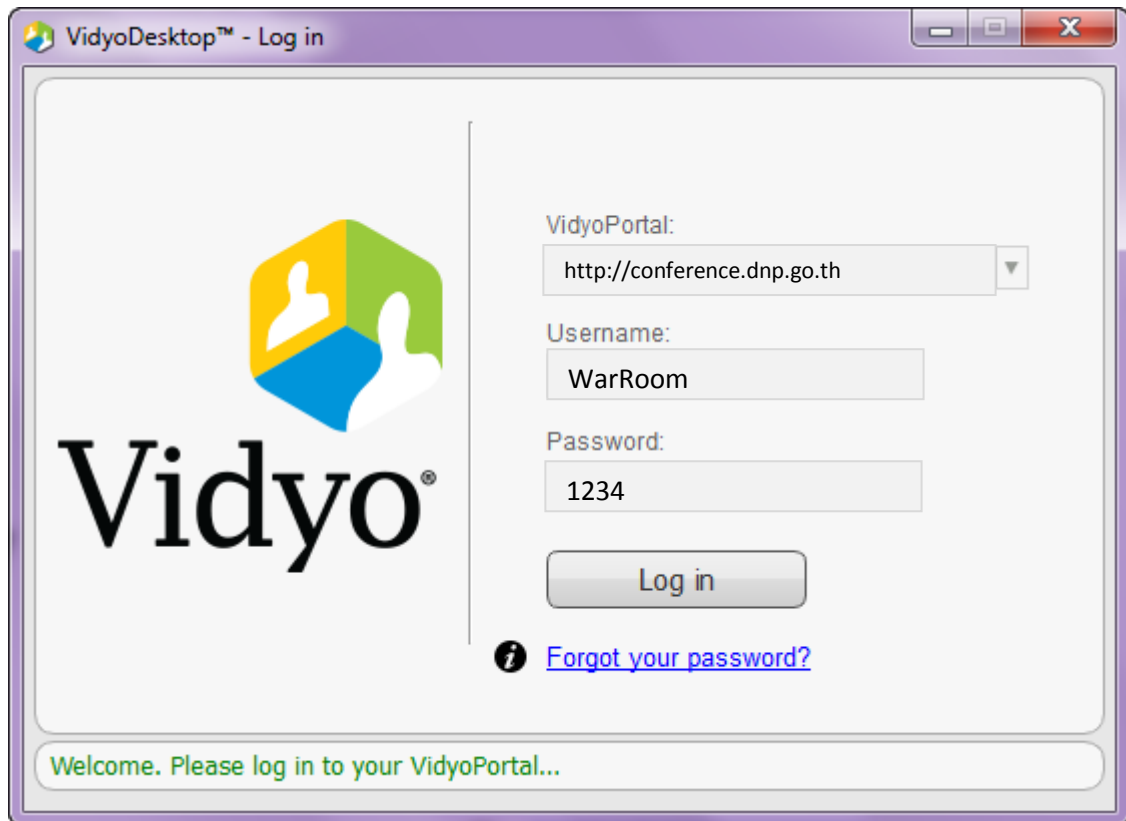 VidyoDesktop™ - Log in
VidyoPortal:
http://conference.dnp.go.th
Username:
WarRoom
Password:
1234
Log in
Forgot your password?
Vidyo®
Welcome. Please log in to your VidyoPortal...